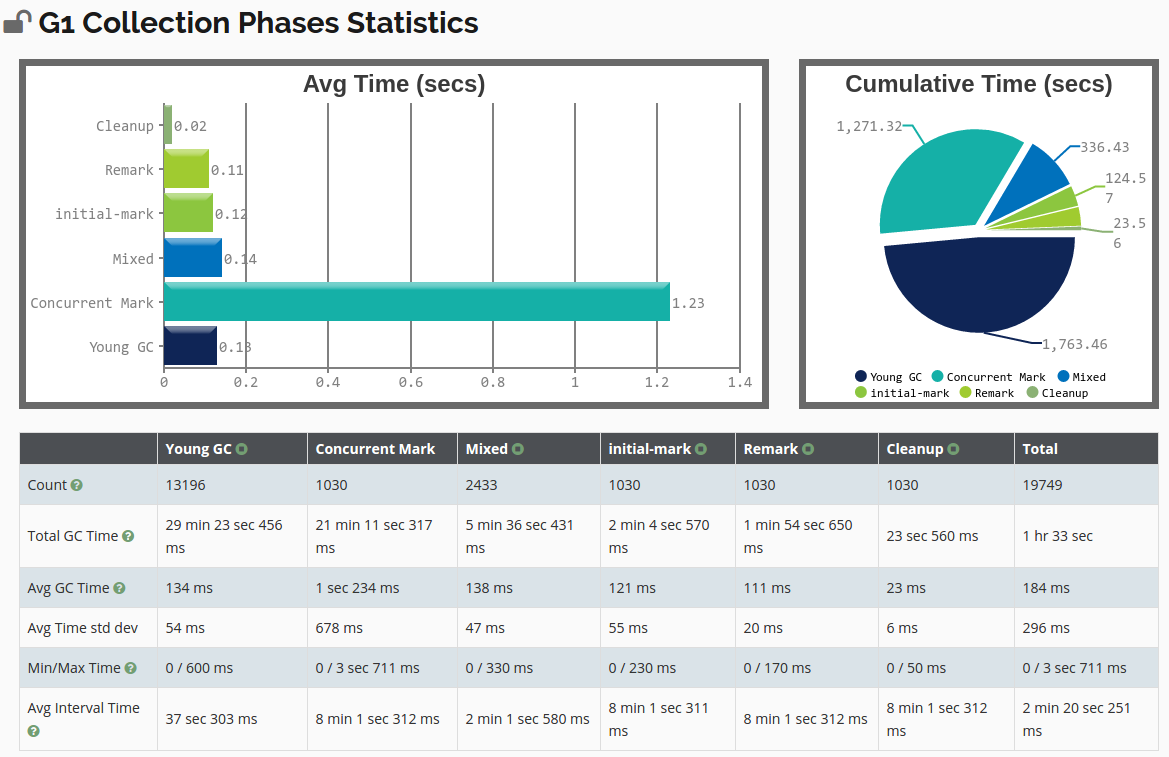 G1 Collection Phases Statistics
Avg Time (secs)
Cleanup 0.02
Remark 0.11
initial-mark 0.12
Mixed 0.14
Concurrent Mark 1.23
Young GC 0.13
0 0.2 0.4 0.6 0.8 1 1.2 1.4
Cumulative Time (secs)
1,271.32
336.43
124.5
7
23.5
6
1,763.46
Young GC Concurrent Mark Mixed
initial-mark Remark Cleanup
Young GC Concurrent Mark Mixed initial-mark Remark Cleanup Total
Count 13196 1030 2433 1030 1030 1030 19749
Total GC Time 29 min 23 sec 456 ms 21 min 11 sec 317 ms 5 min 36 sec 431 ms 2 min 4 sec 570 ms 1 min 54 sec 650 ms 23 sec 560 ms 1 hr 33 sec
Avg GC Time 134 ms 1 sec 234 ms 138 ms 121 ms 111 ms 23 ms 184 ms
Avg Time std dev 54 ms 678 ms 47 ms 55 ms 20 ms 6 ms 296 ms
Min/Max Time 0 / 600 ms 0 / 3 sec 711 ms 0 / 330 ms 0 / 230 ms 0 / 170 ms 0 / 50 ms 0 / 3 sec 711 ms
Avg Interval Time 37 sec 303 ms 8 min 1 sec 312 ms 2 min 1 sec 580 ms 8 min 1 sec 311 ms 8 min 1 sec 312 ms 8 min 1 sec 312 ms 2 min 20 sec 251 ms